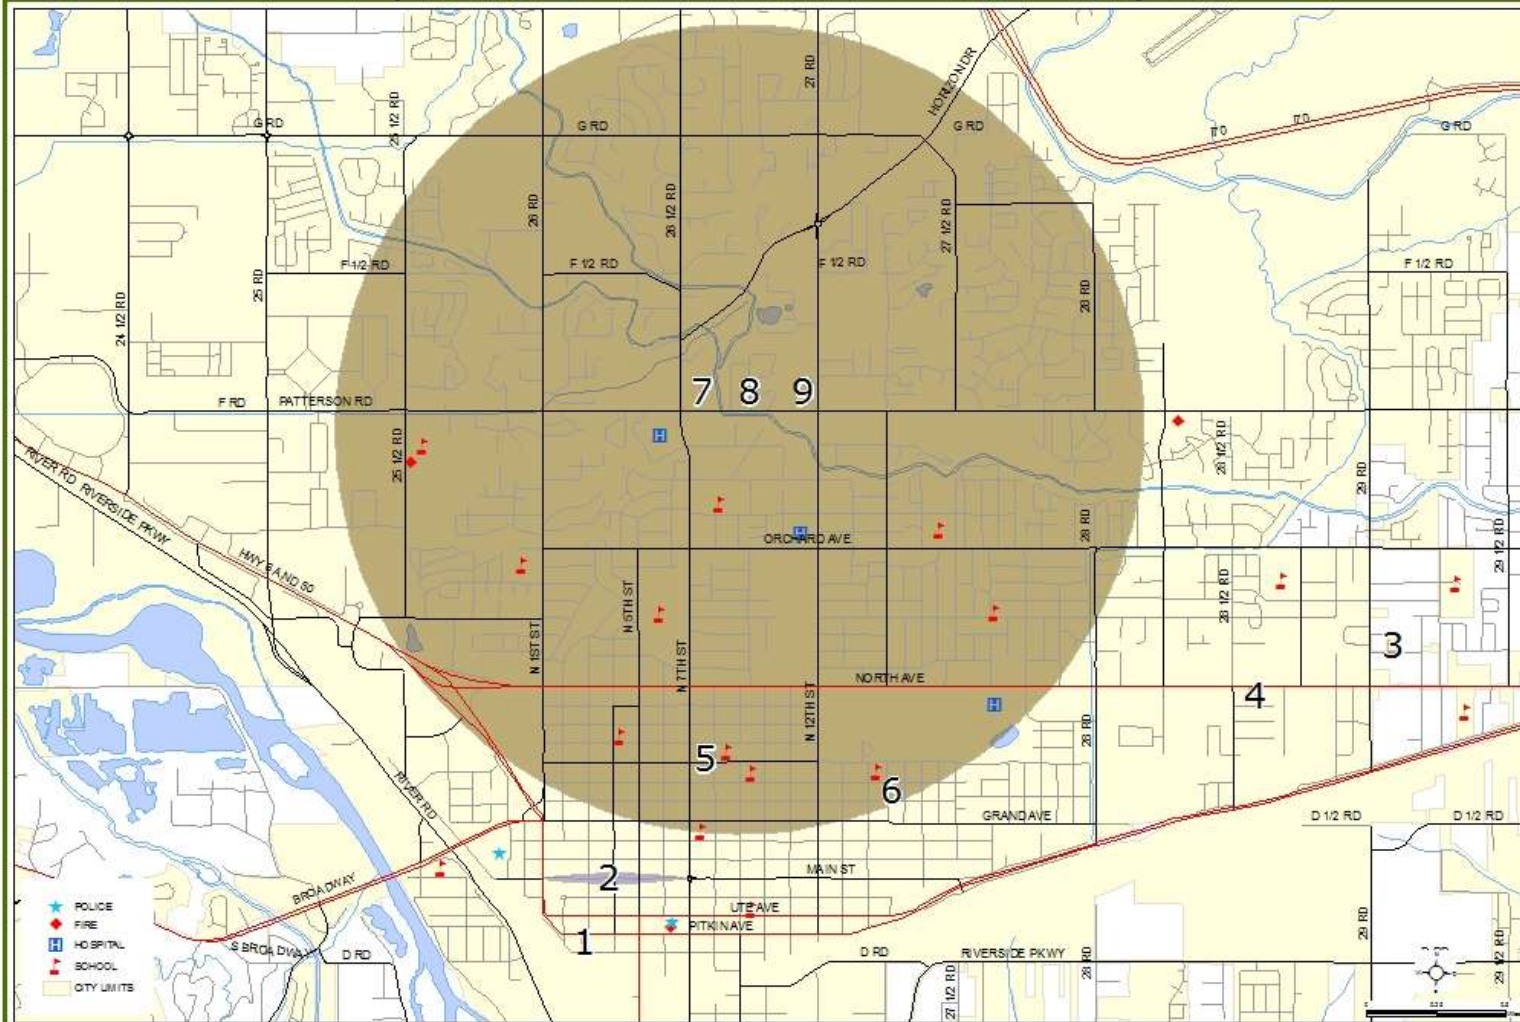 27 RD
HORIZON DR
25 1/2 RD
G RD
G RD
G RD
I 70
I 70
G RD
26 RD
26 1/2 RD
27 1/2 RD
F 1/2 RD
F 1/2 RD
F 1/2 RD
F 1/2 RD
25 RD
24 1/2 RD
28 RD
7 8 9
F RD
PATTERSON RD
H
25 1/2 RD
28 1/2 RD
29 RD
RIVER RD
RIVERSIDE PKWY
28 RD
29 1/2 RD
H
ORCHARD AVE
HWY 6 AND 50
28 1/2 RD
N 5TH ST
N 1ST ST
N 7TH ST
3
NORTH AVE
4
N 12TH ST
H
28 RD
5
6
RIVER RD
GRAND AVE
D 1/2 RD
D 1/2 RD
MAIN ST
2
BROADWAY
UTE AVE
PITKIN AVE
29 RD
1
S BROADWAY
D RD
D RD
RIVERSIDE PKWY
28 RD
29 1/2 RD
27 1/2 RD
POLICE
FIRE
H HOSPITAL
SCHOOL
CITY LIMITS